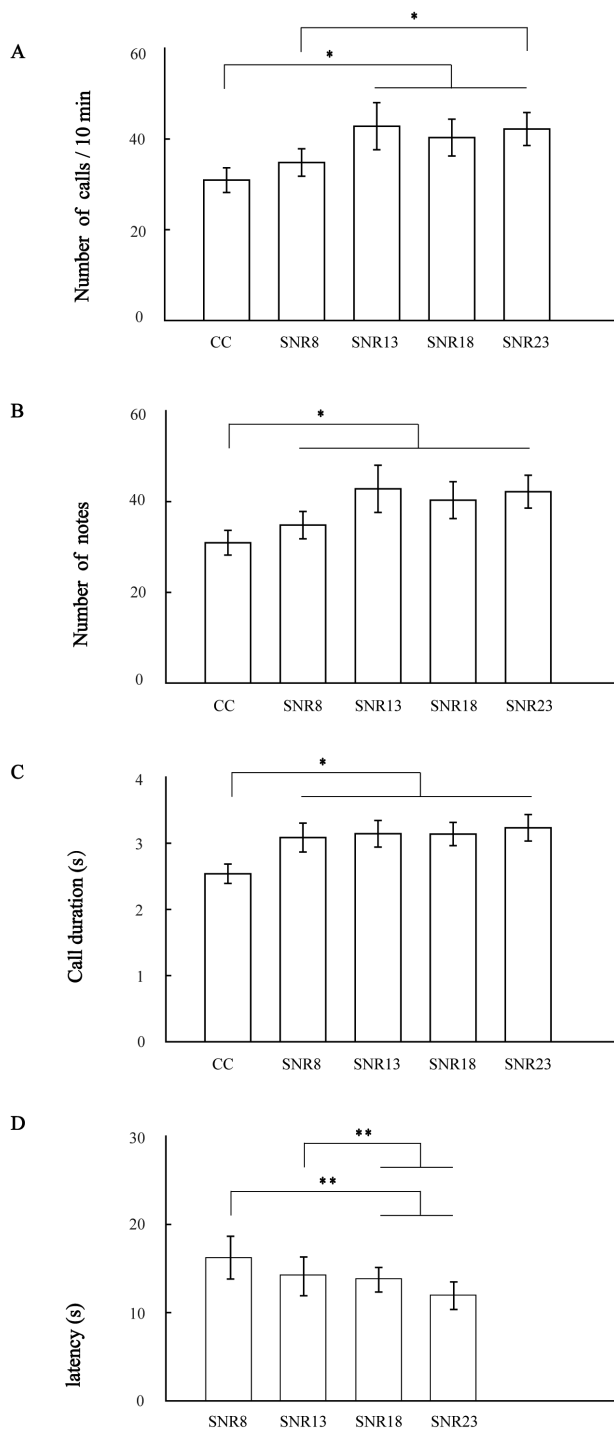 A
Number of calls / 10 min
60
40
20
0
*
*
CC SNR8 SNR13 SNR18 SNR23
B
Number of notes
60
40
20
0
*
CC SNR8 SNR13 SNR18 SNR23
C
Call duration (s)
4
3
2
1
0
*
CC SNR8 SNR13 SNR18 SNR23
D
latency (s)
30
20
10
0
**
**
SNR8 SNR13 SNR18 SNR23